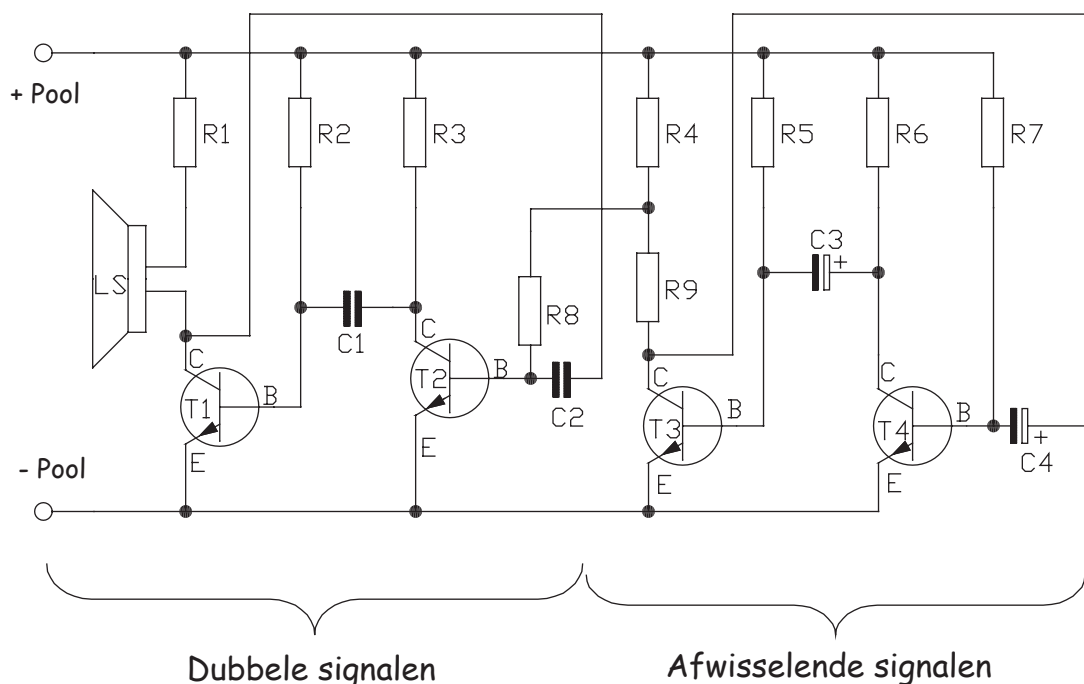 + Pool
R1
R2
R3
R4
R5
R6
R7
C3
+
LS
R9
R8
C1
C
T1
B
E
C
T2
B
E
C2
C
T3
B
E
C
T4
B
E
+
C4
- Pool
Dubbele signalen
Afwisselende signalen